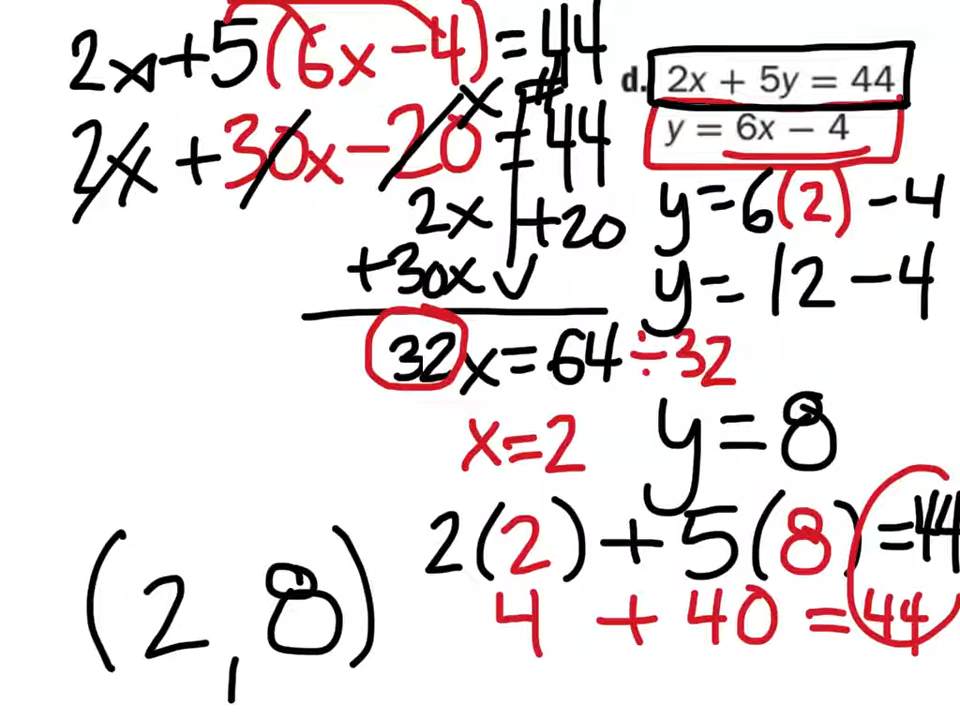 2x+5(6x-4)=44
2x+30x-20=44
x #
2x +20
+30x
32x=64÷32
x=2
d. 2x + 5y = 44
y = 6x − 4
y=6(2)-4
y=12-4
y=8
2(2)+5(8)=44
4+40=44
(2,8)